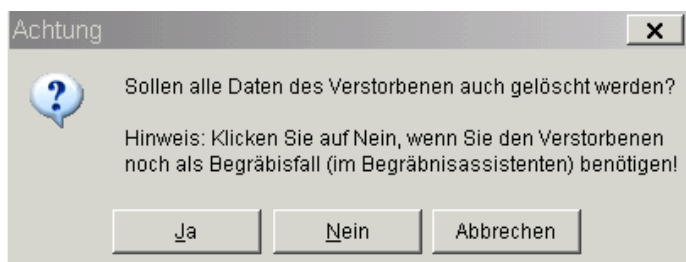 Achtung
Sollen alle Daten des Verstorbenen auch gelöscht werden?
Hinweis: Klicken Sie auf Nein, wenn Sie den Verstorbenen
noch als Begräbisfall (im Begräbnisassistenten) benötigen!
Ja
Nein
Abbrechen